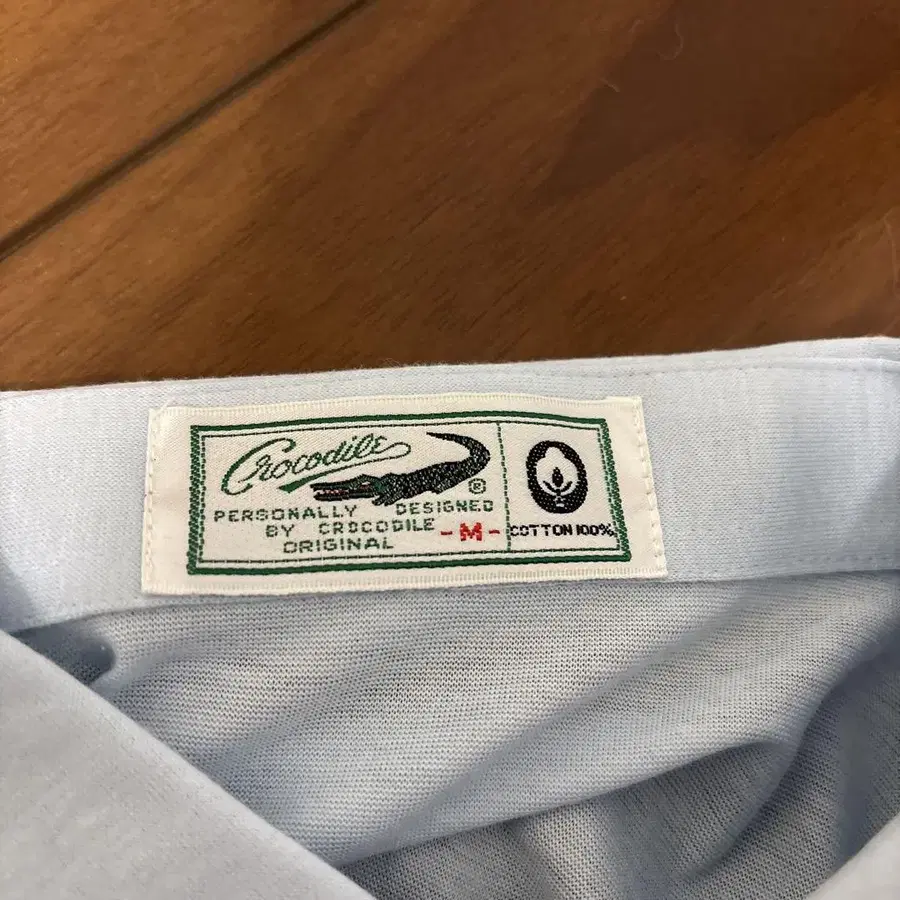 Crocodile
®
PERSONALLY DESIGNED
BY CROCODILE
ORIGINAL
-M-
COTTON 100%